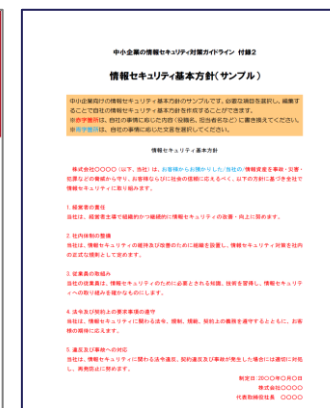 中小企業の情報セキュリティ対策ガイドライン 付録2
情報セキュリティ基本方針(サンプル)
中小企業向けの情報セキュリティ基本方針のサンプルです。必要な項目を選択し、編集す
ることで自社の情報セキュリティ基本方針を作成することができます。
※赤字箇所は、自社の事情に応じた内容(役職名、担当者名など)に書き換えてください。
※青字箇所は、自社の事情に応じた文言を選択してください。
情報セキュリティ基本方針
株式会社〇〇〇〇(以下、当社)は、お客様からお預かりした/当社の/情報資産を事故・災害・
犯罪などの脅威から守り、お客様ならびに社会の信頼に応えるべく、以下の方針に基づき全社で
情報セキュリティに取り組みます。
1.経営者の責任
当社は、経営者主導で組織的かつ継続的に情報セキュリティの改善・向上に努めます。
2.社内体制の整備
当社は、情報セキュリティの維持及び改善のために組織を設置し、情報セキュリティ対策を社内
の正式な規則として定めます。
3.従業員の取組み
当社の従業員は、情報セキュリティのために必要とされる知識、技術を習得し、情報セキュリテ
ィへの取り組みを確かなものにします。
4.法令及び契約上の要求事項の遵守
当社は、情報セキュリティに関わる法令、規制、規範、契約上の義務を遵守するとともに、お客
様の期待に応えます。
5.違反及び事故への対応
当社は、情報セキュリティに関わる法令違反、契約違反及び事故が発生した場合には適切に対処
し、再発防止に努めます。
制定日:20〇〇年〇月〇日
株式会社〇〇〇〇
代表取締役社長 〇〇〇〇